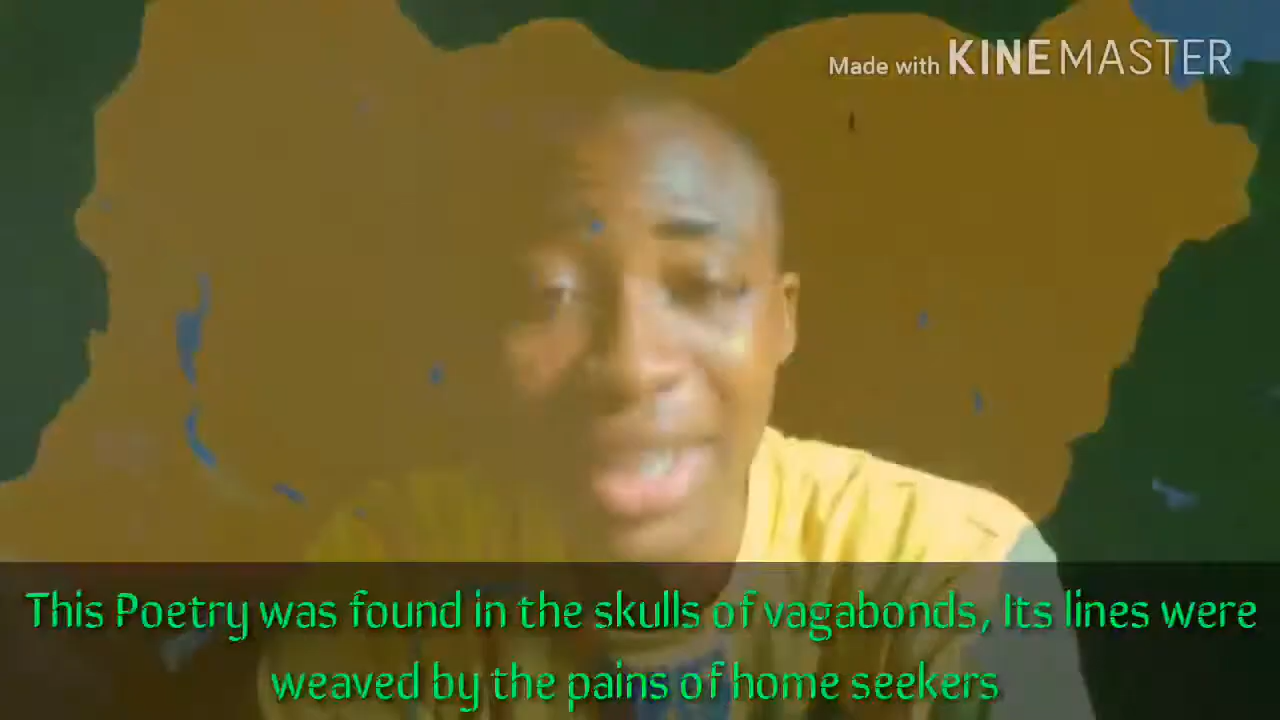 Made with KINEMASTER
This Poetry was found in the skulls of vagabonds, Its lines were
weaved by the pains of home seekers